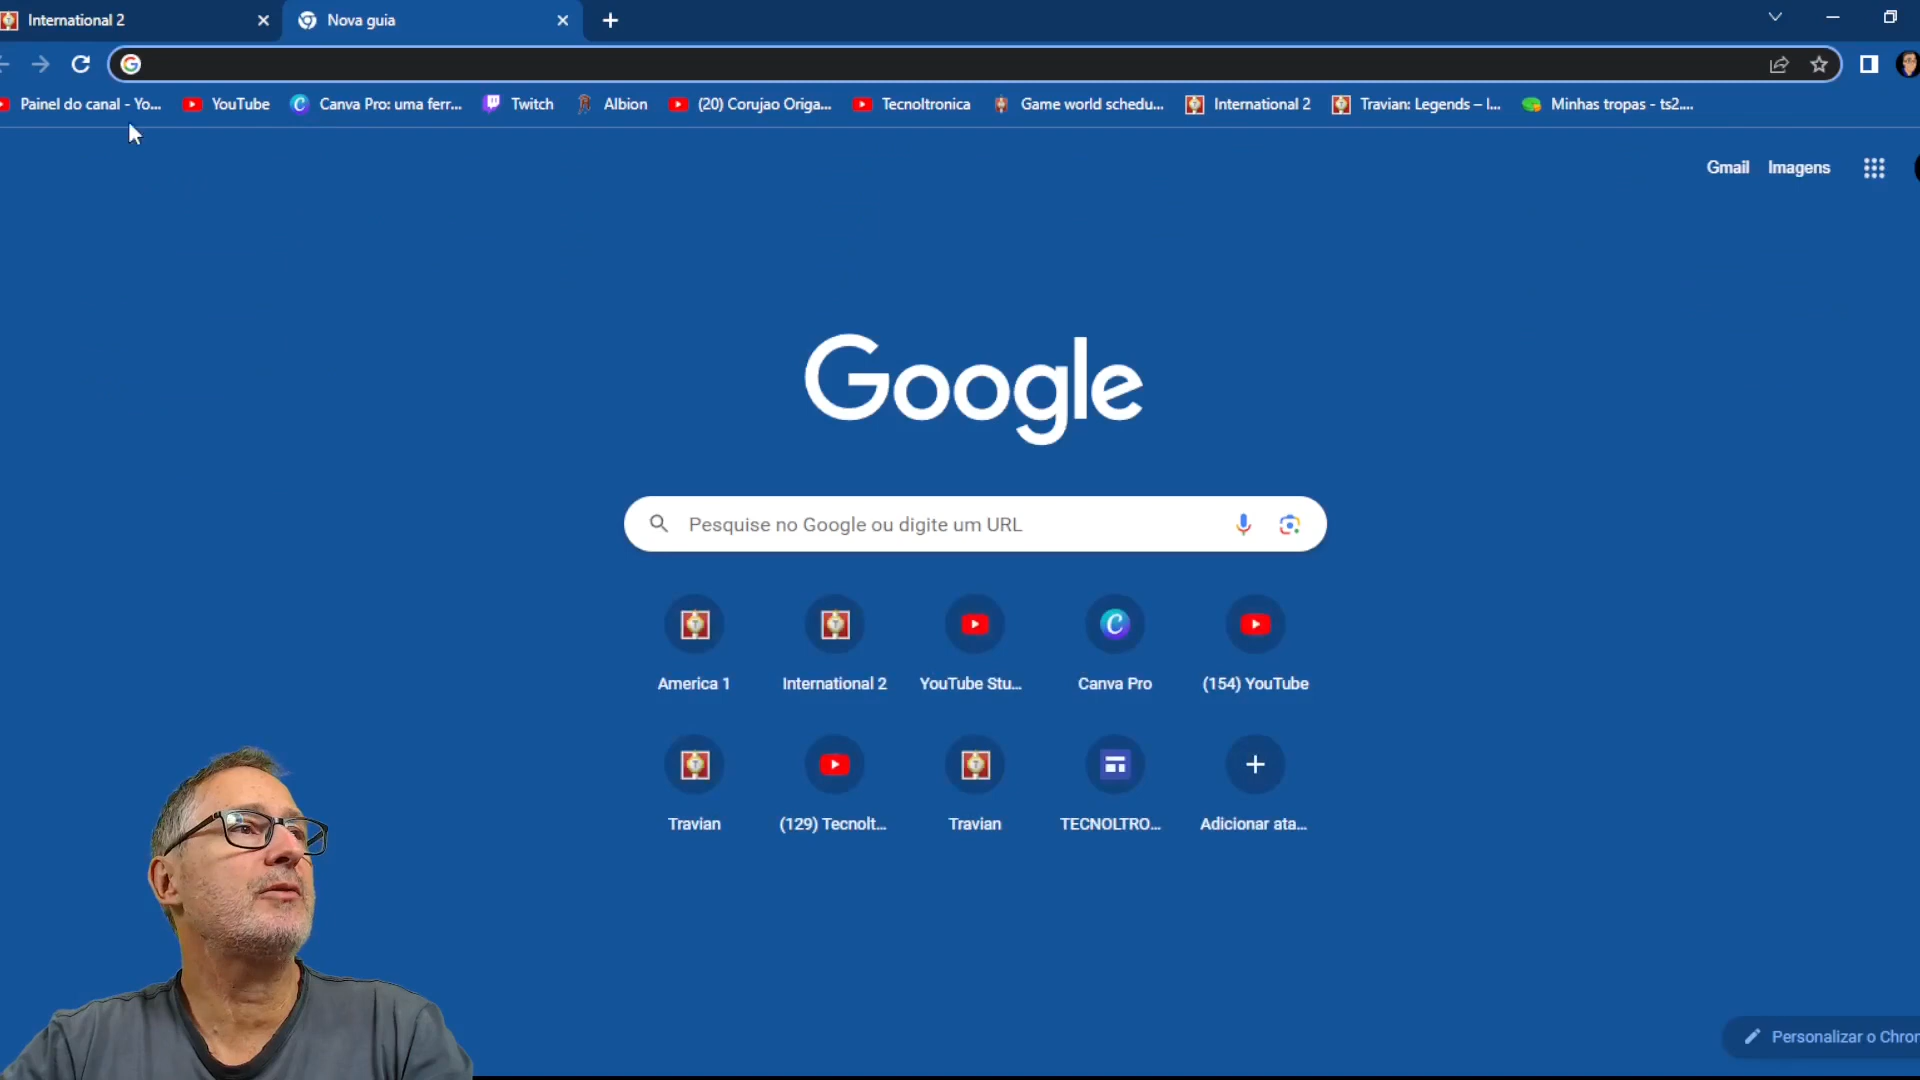 International 2
Nova guia
Painel do canal - Yo...
YouTube
Canva Pro: uma ferr...
Twitch
Albion
(20) Corujao Origa...
Tecnoltronica
Game world schedu...
International 2
Travian: Legends – I...
Minhas tropas - ts2....
Gmail
Imagens
Google
Pesquise no Google ou digite um URL
America 1
International 2
YouTube Stu...
Canva Pro
(154) YouTube
Travian
(129) Tecnolt...
Travian
TECNOLTRO...
Adicionar ata...
Personalizar o Chror